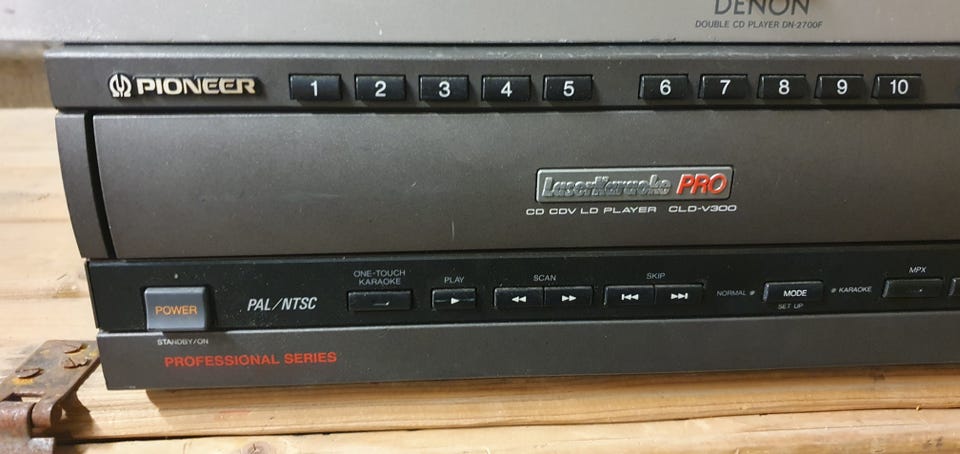 DENON
DOUBLE CD PLAYER DN-2700F
PIONEER 1 2 3 4 5 6 7 8 9 10
LaserKaraoke PRO
CD CDV LD PLAYER CLD-V300
ONE-TOUCH KARAOKE PLAY SCAN SKIP MPX
POWER PAL/NTSC NORMAL MODE KARAOKE
SET UP
STANDBY/ON
PROFESSIONAL SERIES